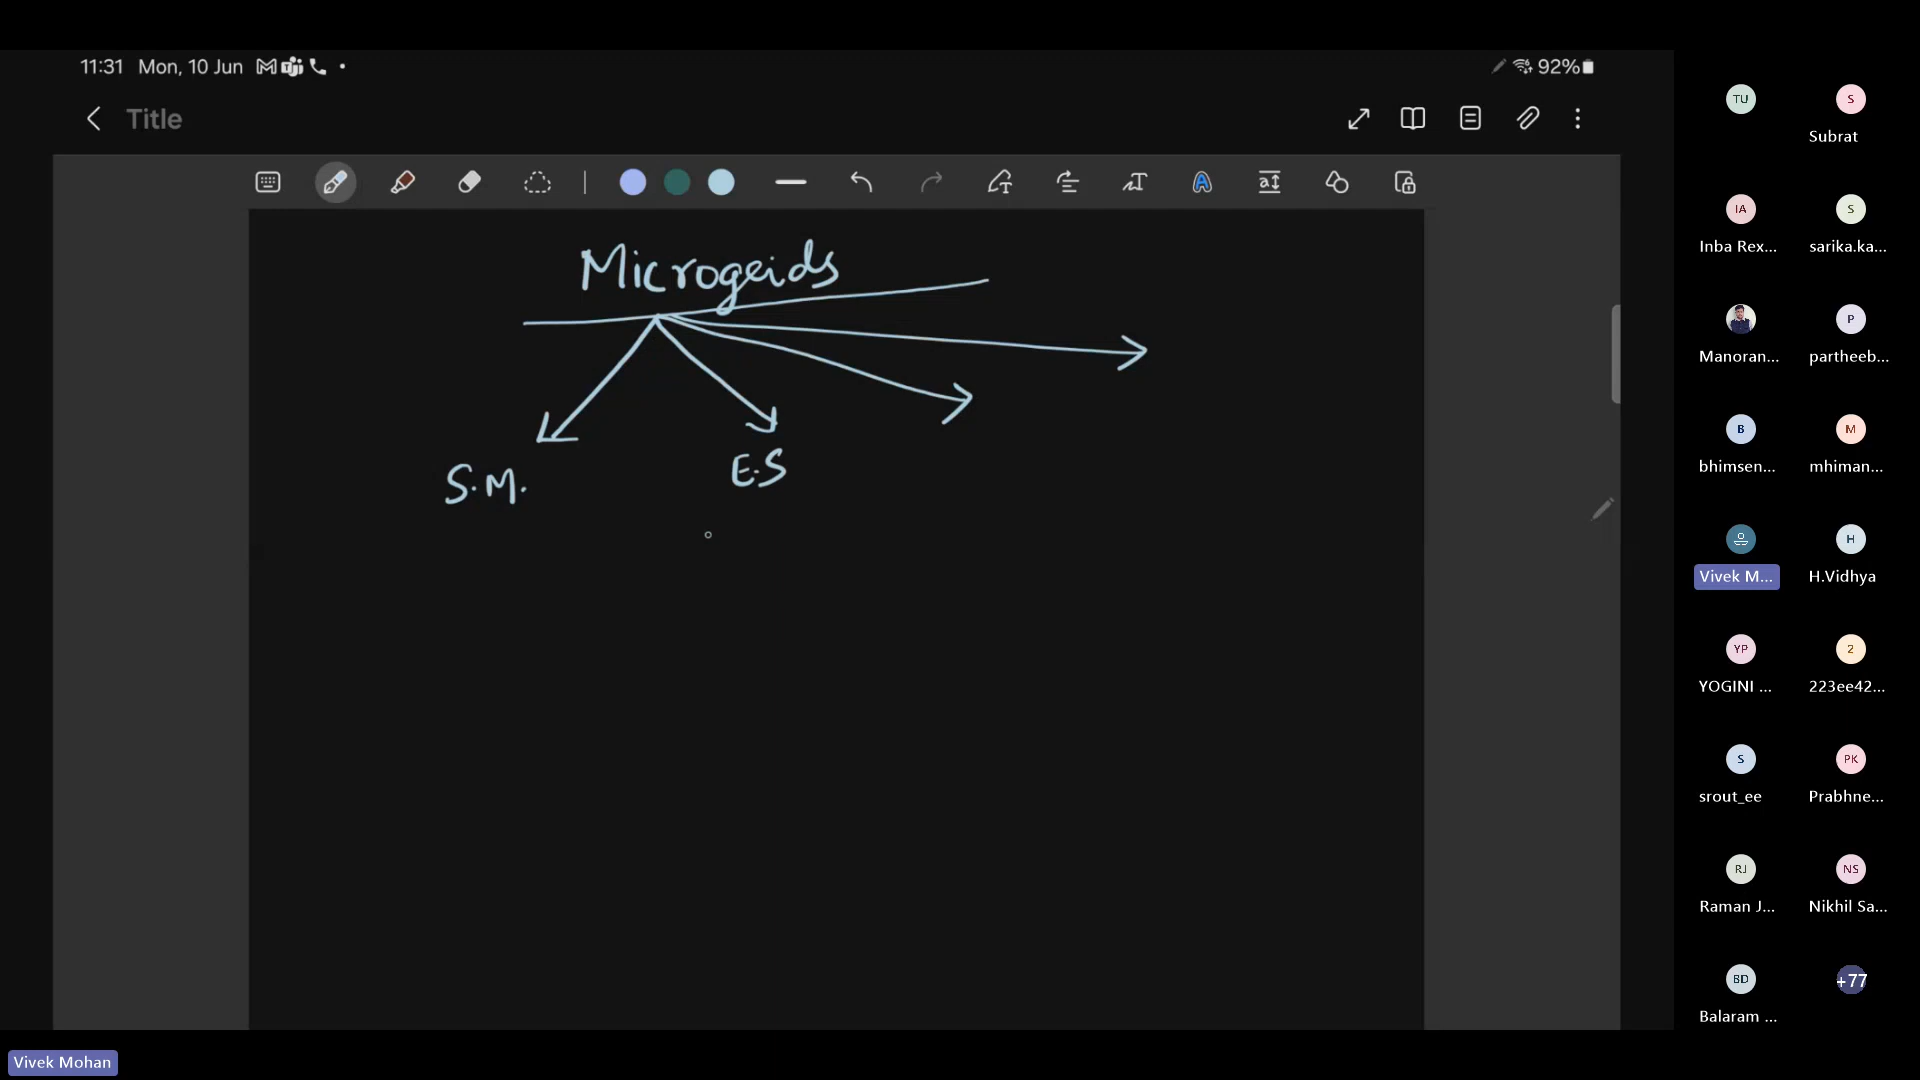 11:31 Mon, 10 Jun 92%
Title
Microgrids
S.M.
E.S
TU
S
Subrat
IA
Inba Rex...
S
sarika.ka...
Manoran...
P
partheeb...
B
bhimsen...
M
mhiman...
Vivek M...
H
H.Vidhya
YP
YOGINI ...
2
223ee42...
S
srout_ee
PK
Prabhne...
RJ
Raman J...
NS
Nikhil Sa...
BD
Balaram ...
+77
Vivek Mohan